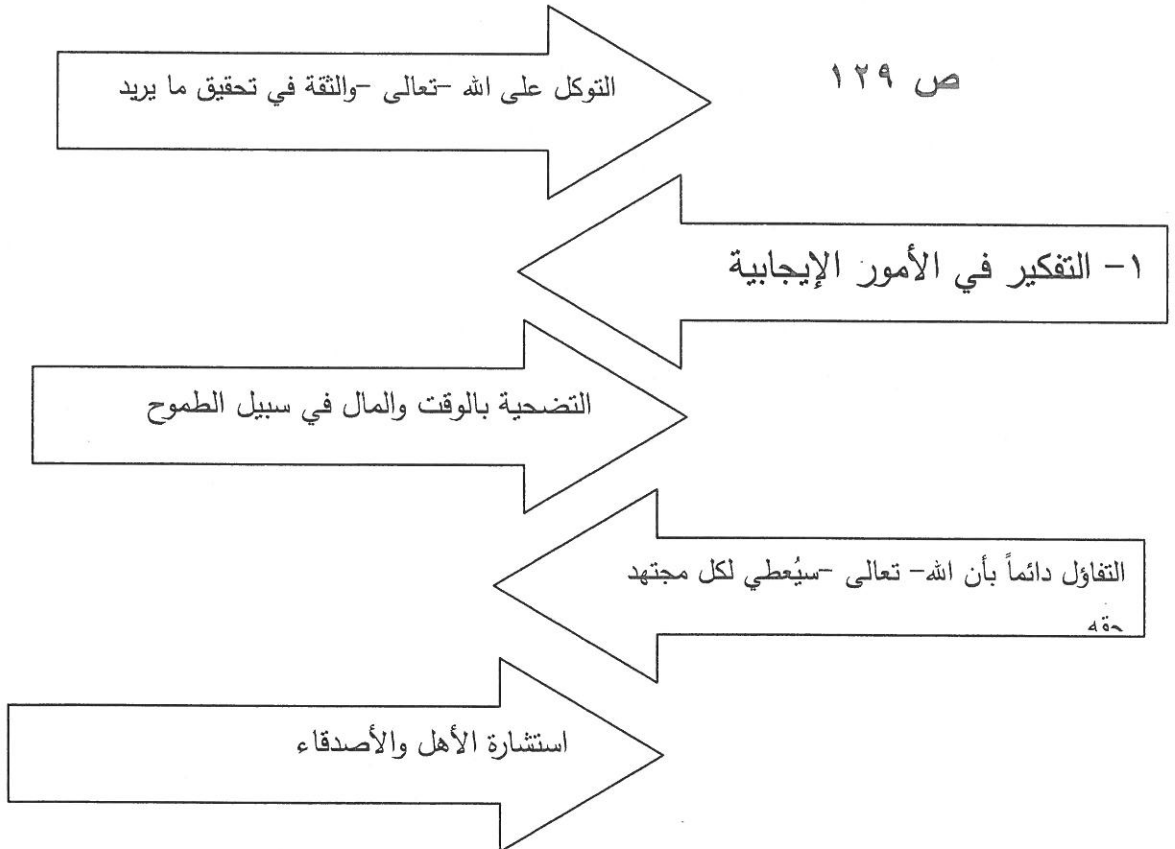 ص ١٢٩
التوكل على الله -تعالى -والثقة في تحقيق ما يريد
١- التفكير في الأمور الإيجابية
التضحية بالوقت والمال في سبيل الطموح
التفاؤل دائماً بأن الله- تعالى -سيُعطي لكل مجتهد
حقه
استشارة الأهل والأصدقاء